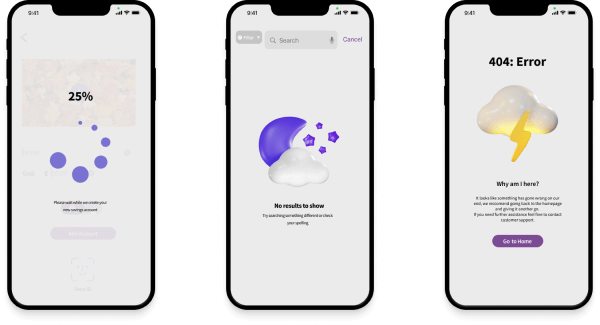 9:41
25%
Please wait while we create your
new savings account
9:41
Filter
Search
Cancel
No results to show
Try searching something different or check
your spelling.
9:41
404: Error
Why am I here?
It looks like something has gone wrong on our
end, we recommend going back to the homepage
and giving it another go.
If you need further assistance feel free to contact
customer support.
Go to Home